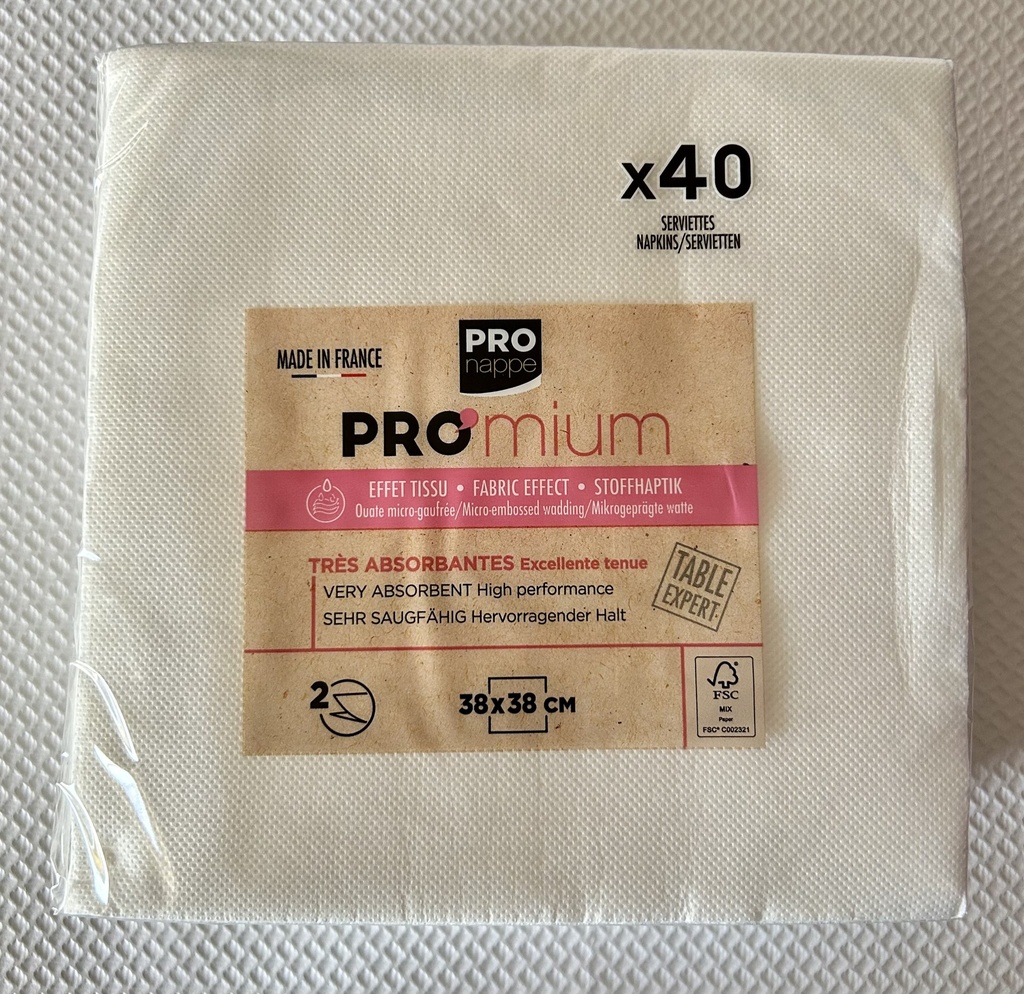 x40
SERVIETTES
NAPKINS/SERVIETTEN
MADE IN FRANCE
PRO
nappe
PRO'mium
EFFET TISSU • FABRIC EFFECT • STOFFHAPTIK
Ouate micro-gaufrée/Micro-embossed wadding/Mikrogeprägte watte
TRÈS ABSORBANTES Excellente tenue
VERY ABSORBENT High performance
SEHR SAUGFÄHIG Hervorragender Halt
TABLE
EXPERT
2
38x38 CM
FSC
MIX
Paper
FSC® C002321